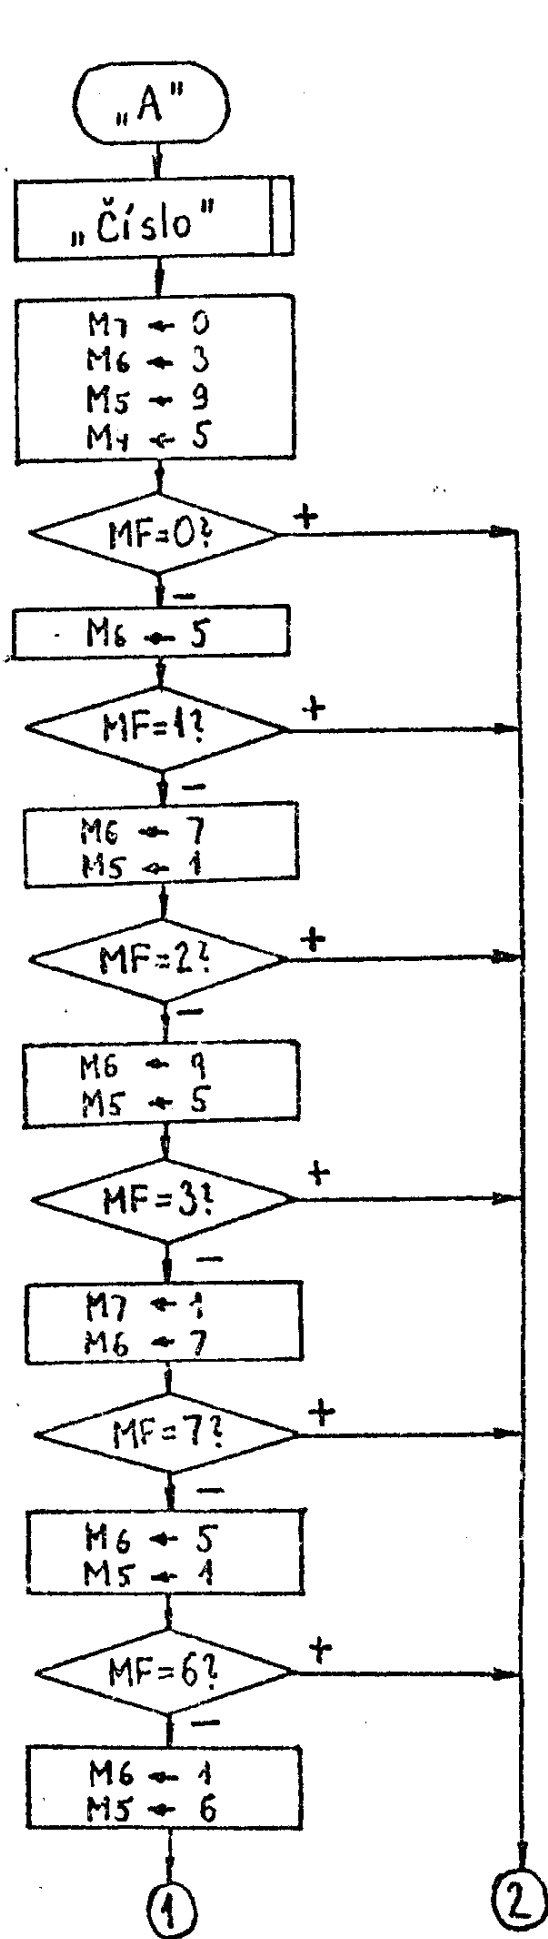 „A"
„Číslo"
M7 ← 0
M6 ← 3
M5 ← 9
M4 ← 5
MF=0?
+
-
M6 ← 5
MF=1?
+
-
M6 ← 7
M5 ← 1
MF=2?
+
-
M6 ← 9
M5 ← 5
MF=3?
+
-
M7 ← 1
M6 ← 7
MF=7?
+
-
M6 ← 5
M5 ← 1
MF=6?
+
-
M6 ← 1
M5 ← 6
1
2